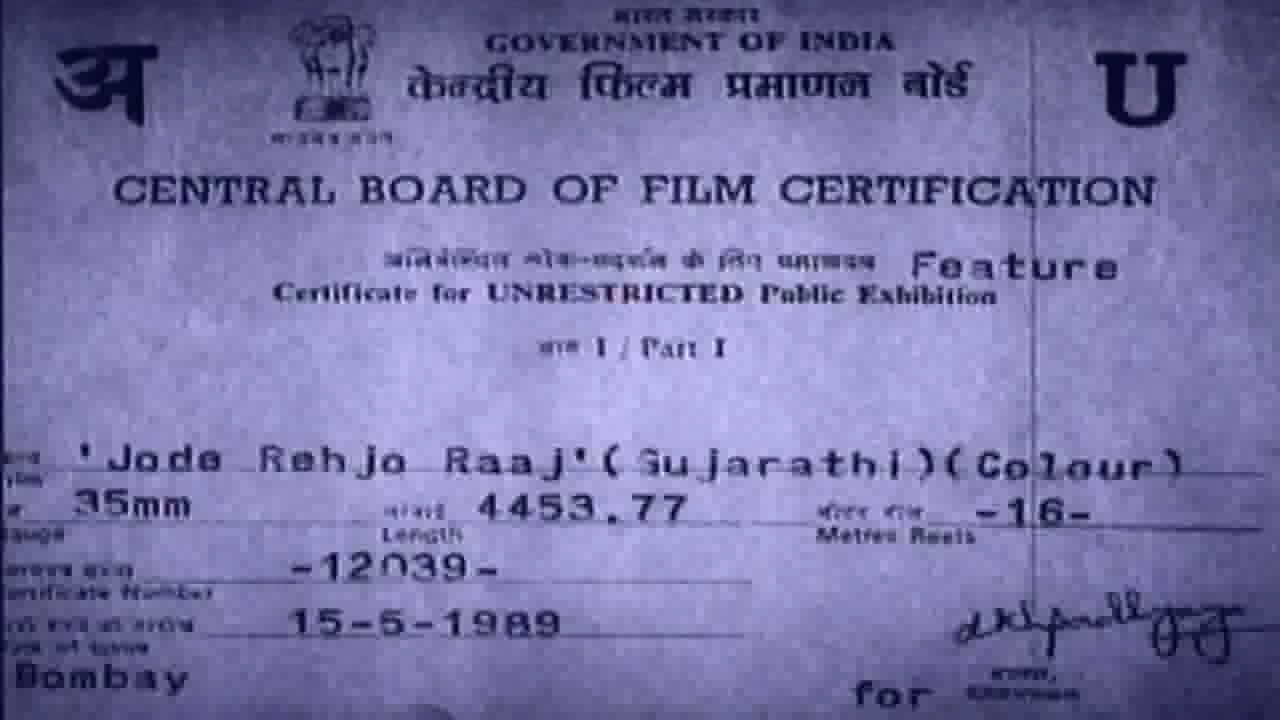 भारत सरकार
GOVERNMENT OF INDIA
अ केन्द्रीय फिल्म प्रमाणन बोर्ड U
CENTRAL BOARD OF FILM CERTIFICATION
के लिए Feature
Certificate for UNRESTRICTED Public Exhibition
I / Part I
'Jode Rehjo Raaj'(Gujarathi)(Colour)
35mm 4453.77 -16-
Length Metres Reels
-12039-
Certificate Number
15-5-1989
Bombay
for